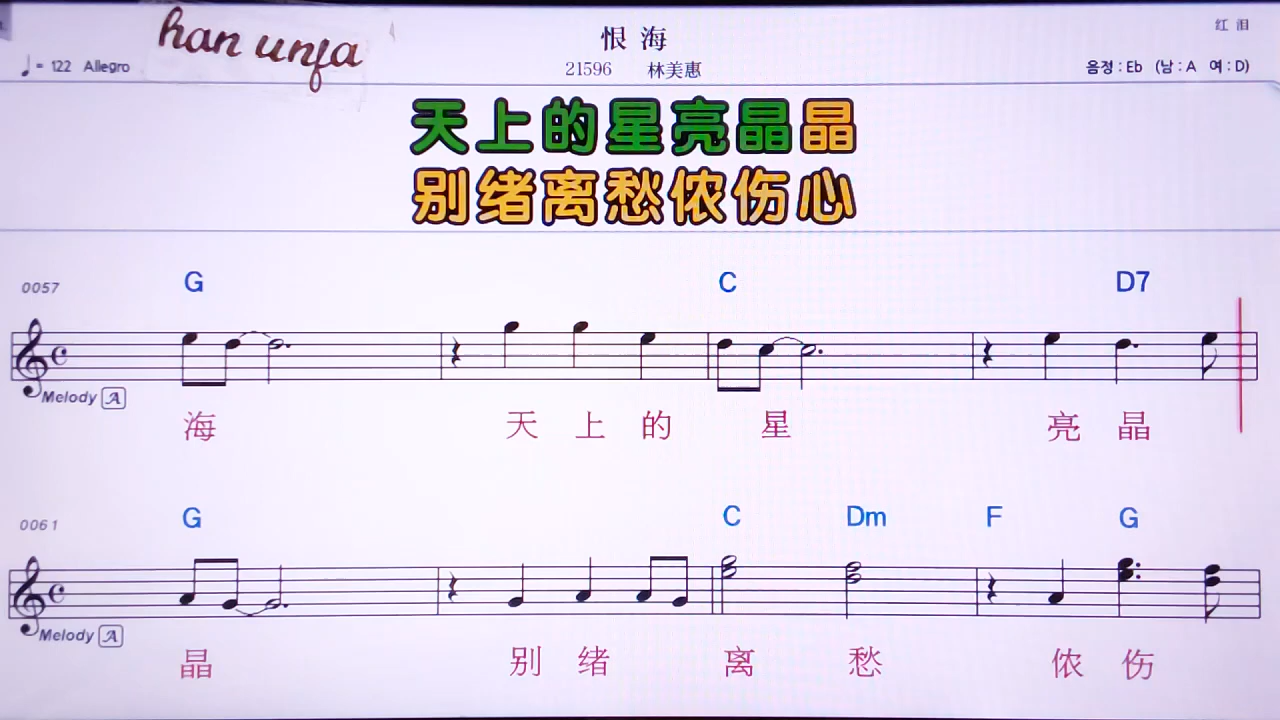 han unja
恨海
红泪
♩= 122 Allegro
21596 林美惠
음정 : Eb (남 : A 여 : D)
天上的星亮晶晶
别绪离愁侬伤心
0057 G C D7
Melody A
海 天 上 的 星 亮 晶
0061 G C Dm F G
Melody A
晶 别 绪 离 愁 侬 伤